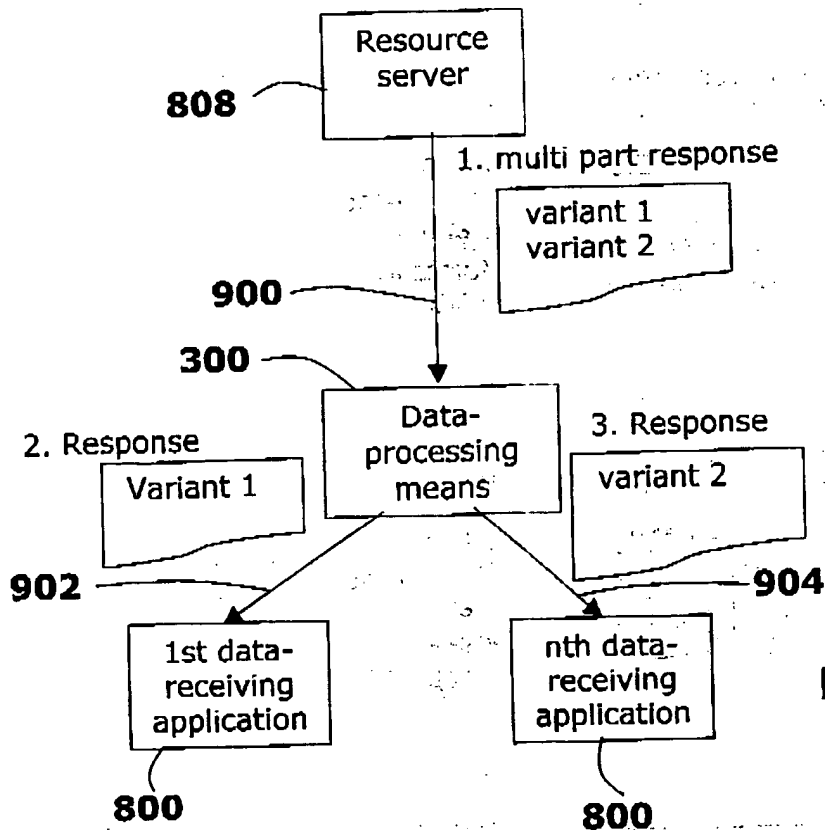 Resource
server
808
1. multi part response
variant 1
variant 2
900
300
Data-
processing
means
2. Response
Variant 1
3. Response
variant 2
902
904
1st data-
receiving
application
nth data-
receiving
application
800
800